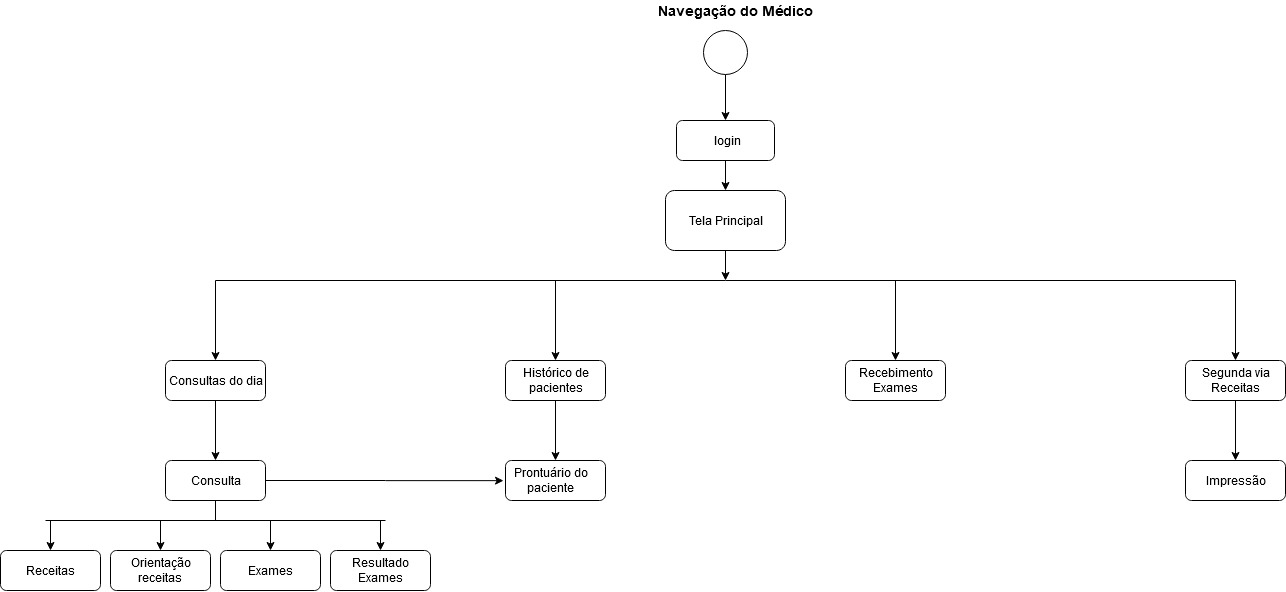 Navegação do Médico
login
Tela Principal
Consultas do dia
Histórico de
pacientes
Recebimento
Exames
Segunda via
Receitas
Consulta
Prontuário do
paciente
Impressão
Receitas
Orientação
receitas
Exames
Resultado
Exames